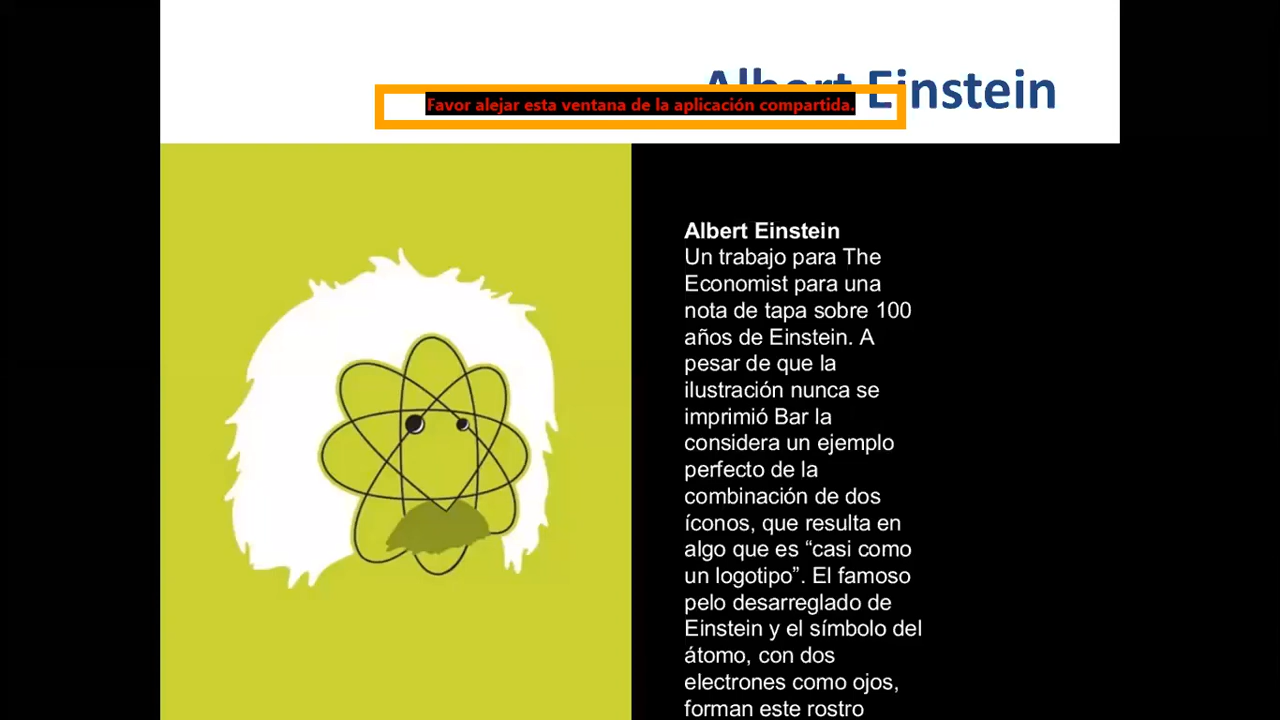 Albert Einstein
Favor alejar esta ventana de la aplicación compartida.
Albert Einstein
Un trabajo para The
Economist para una
nota de tapa sobre 100
años de Einstein. A
pesar de que la
ilustración nunca se
imprimió Bar la
considera un ejemplo
perfecto de la
combinación de dos
íconos, que resulta en
algo que es “casi como
un logotipo”. El famoso
pelo desarreglado de
Einstein y el símbolo del
átomo, con dos
electrones como ojos,
forman este rostro